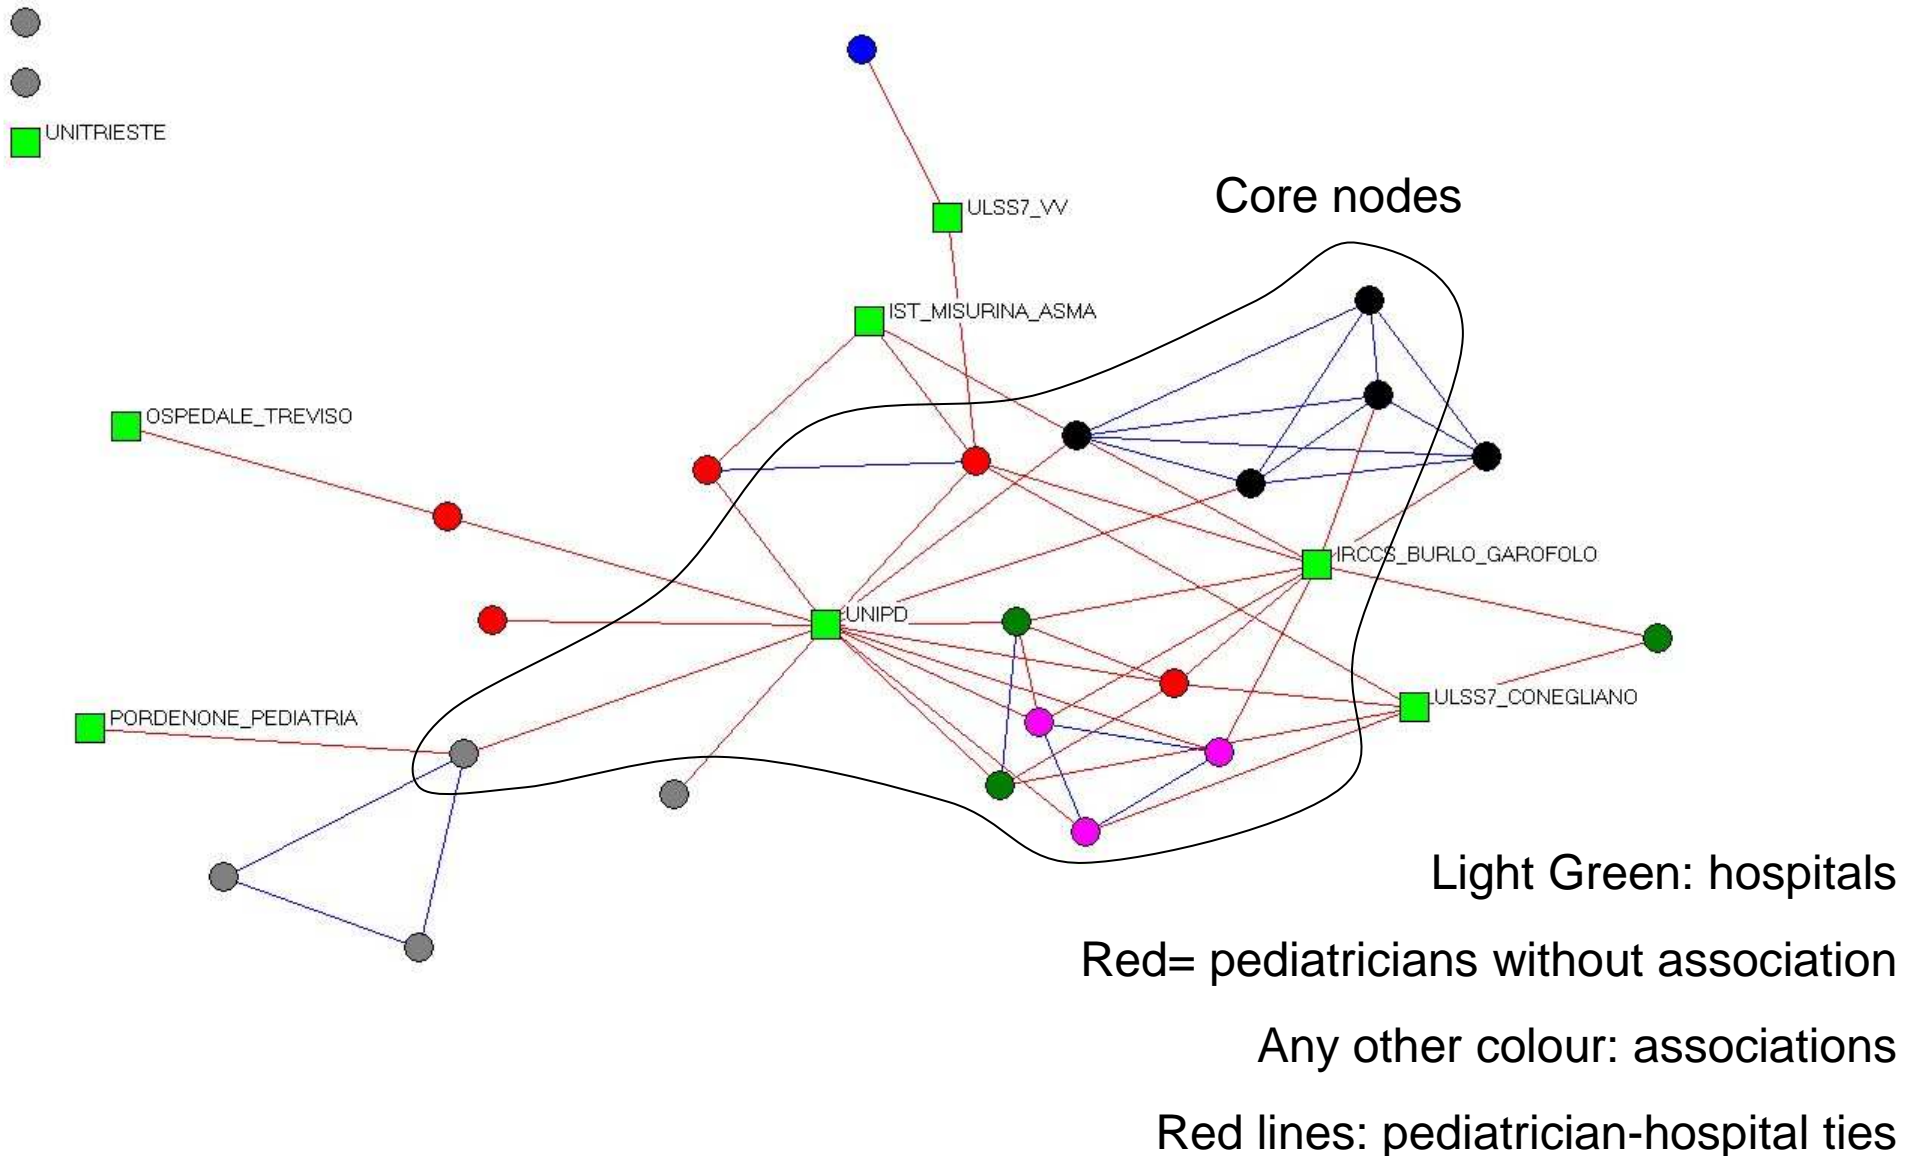 UNITRIESTE
Core nodes
ULSS7_VV
IST_MISURINA_ASMA
OSPEDALE_TREVISO
IRCCS_BURLO_GAROFOLO
UNIPD
ULSS7_CONEGLIANO
PORDENONE_PEDIATRIA
Light Green: hospitals
Red= pediatricians without association
Any other colour: associations
Red lines: pediatrician-hospital ties